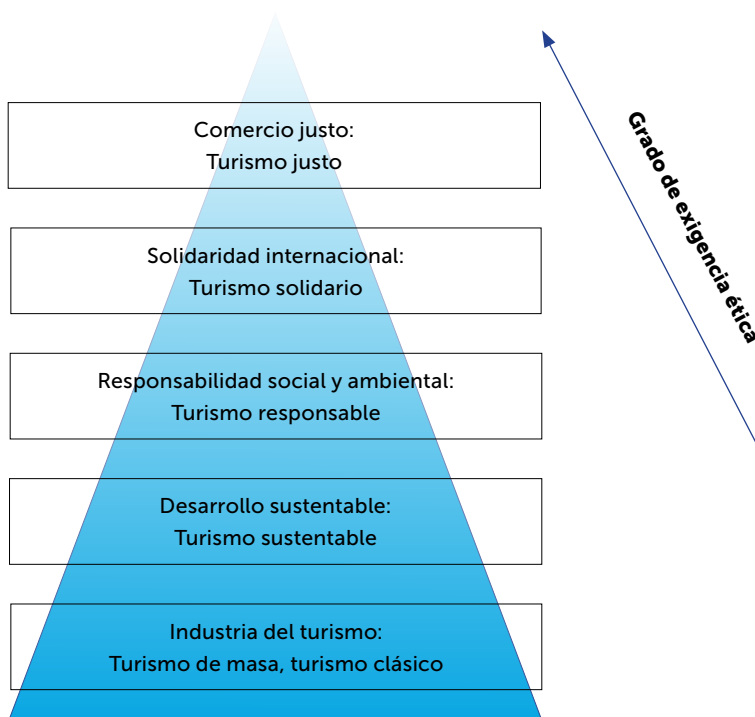 Comercio justo:
Turismo justo
Grado de exigencia ética
Solidaridad internacional:
Turismo solidario
Responsabilidad social y ambiental:
Turismo responsable
Desarrollo sustentable:
Turismo sustentable
Industria del turismo:
Turismo de masa, turismo clásico